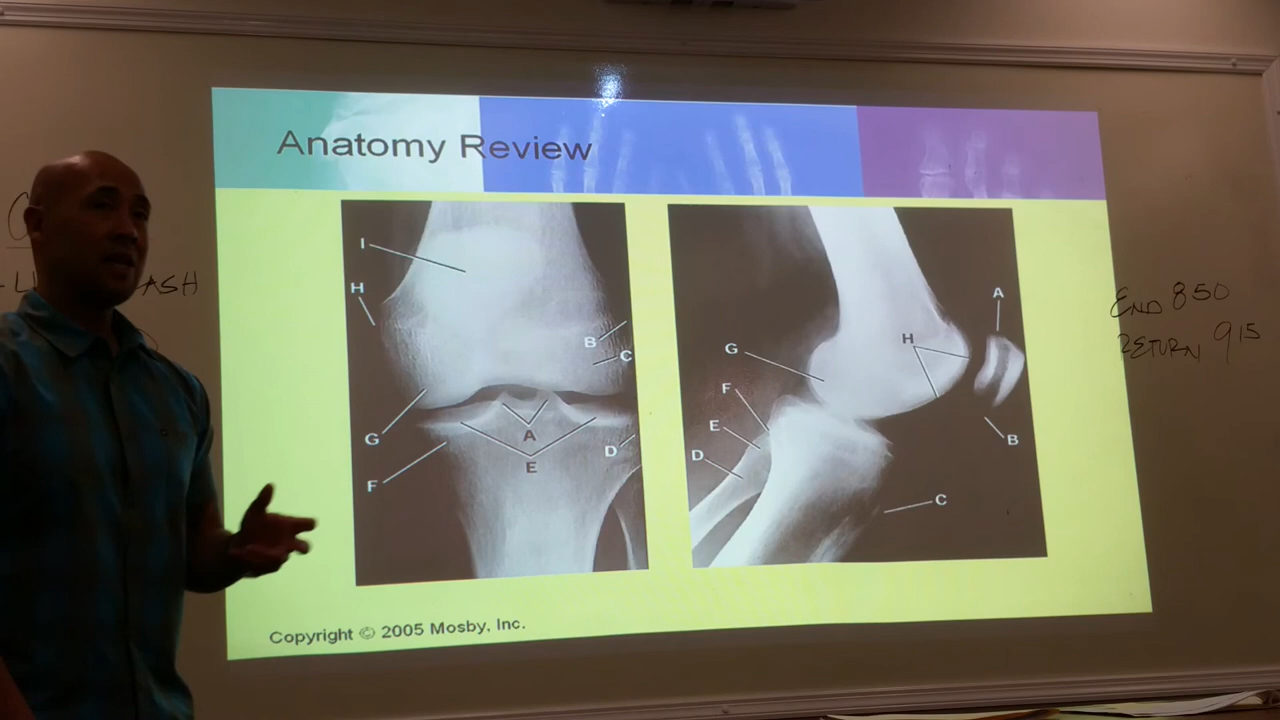 Anatomy Review
I
H
B
C
G
A
E
D
F
A
H
G
F
E
D
B
C
Copyright © 2005 Mosby, Inc.
ASH
END 850
RETURN 915